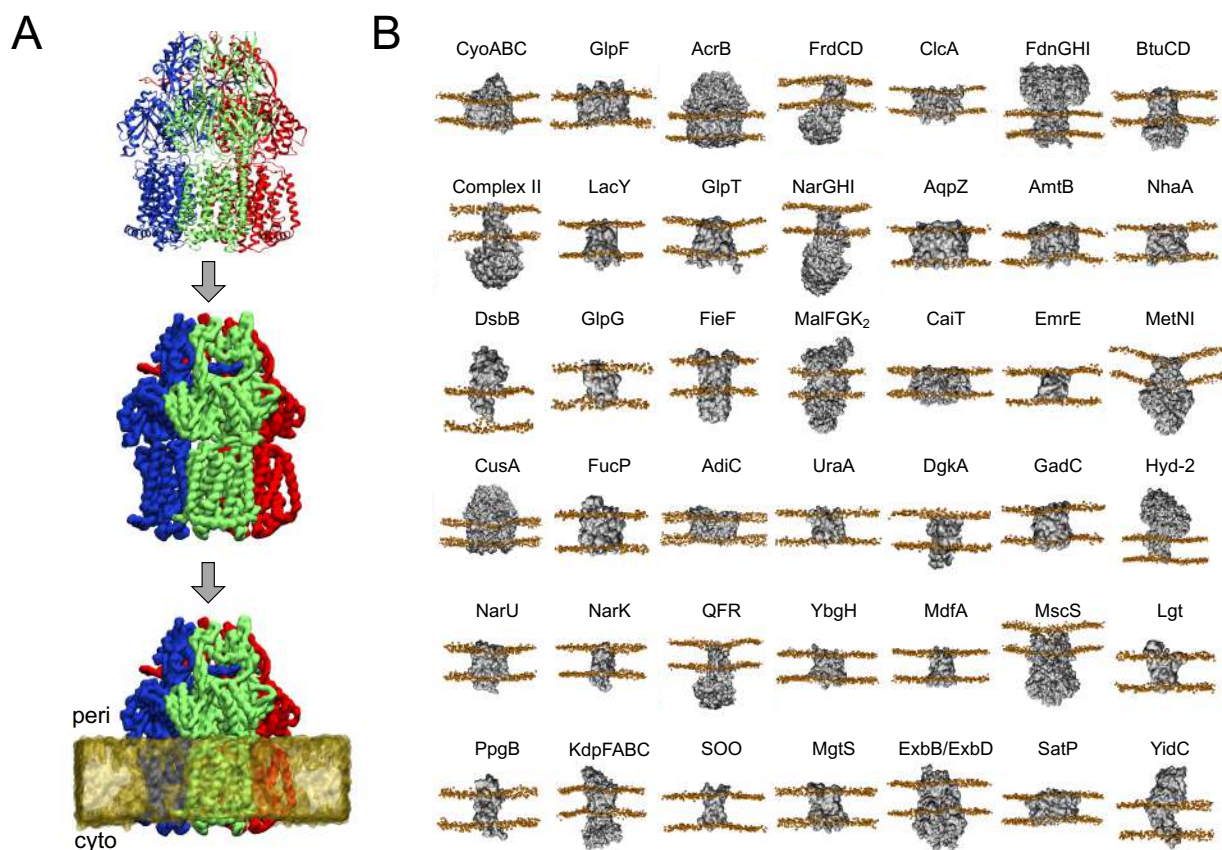 A
B
CyoABC GlpF AcrB FrdCD ClcA FdnGHI BtuCD
Complex II LacY GlpT NarGHI AqpZ AmtB NhaA
DsbB GlpG FieF MalFGK₂ CaiT EmrE MetNI
CusA FucP AdiC UraA DgkA GadC Hyd-2
NarU NarK QFR YbgH MdfA MscS Lgt
PpgB KdpFABC SOO MgtS ExbB/ExbD SatP YidC
peri
cyto